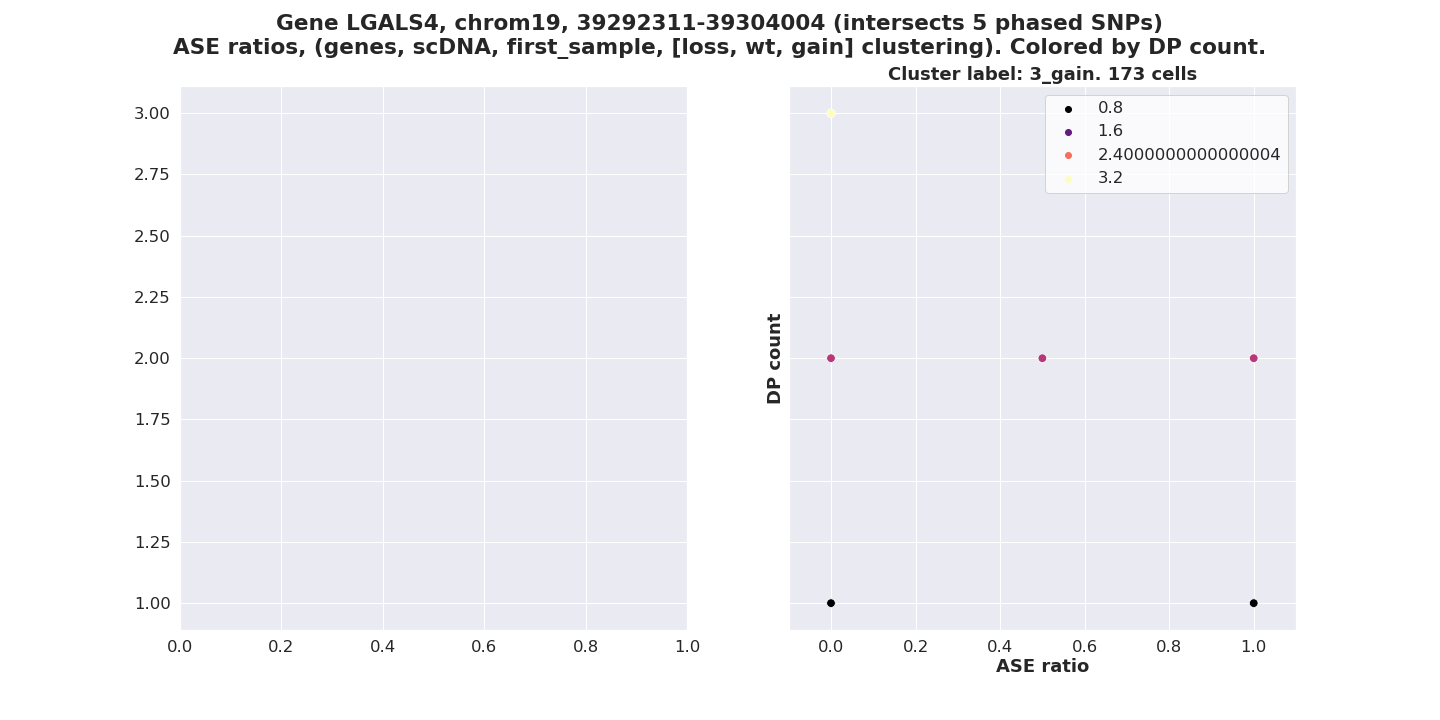 Gene LGALS4, chrom19, 39292311-39304004 (intersects 5 phased SNPs)
ASE ratios, (genes, scDNA, first_sample, [loss, wt, gain] clustering). Colored by DP count.
3.00
2.75
2.50
2.25
2.00
1.75
1.50
1.25
1.00
0.0 0.2 0.4 0.6 0.8 1.0
Cluster label: 3_gain. 173 cells
0.8
1.6
2.4000000000000004
3.2
DP count
0.0 0.2 0.4 0.6 0.8 1.0
ASE ratio